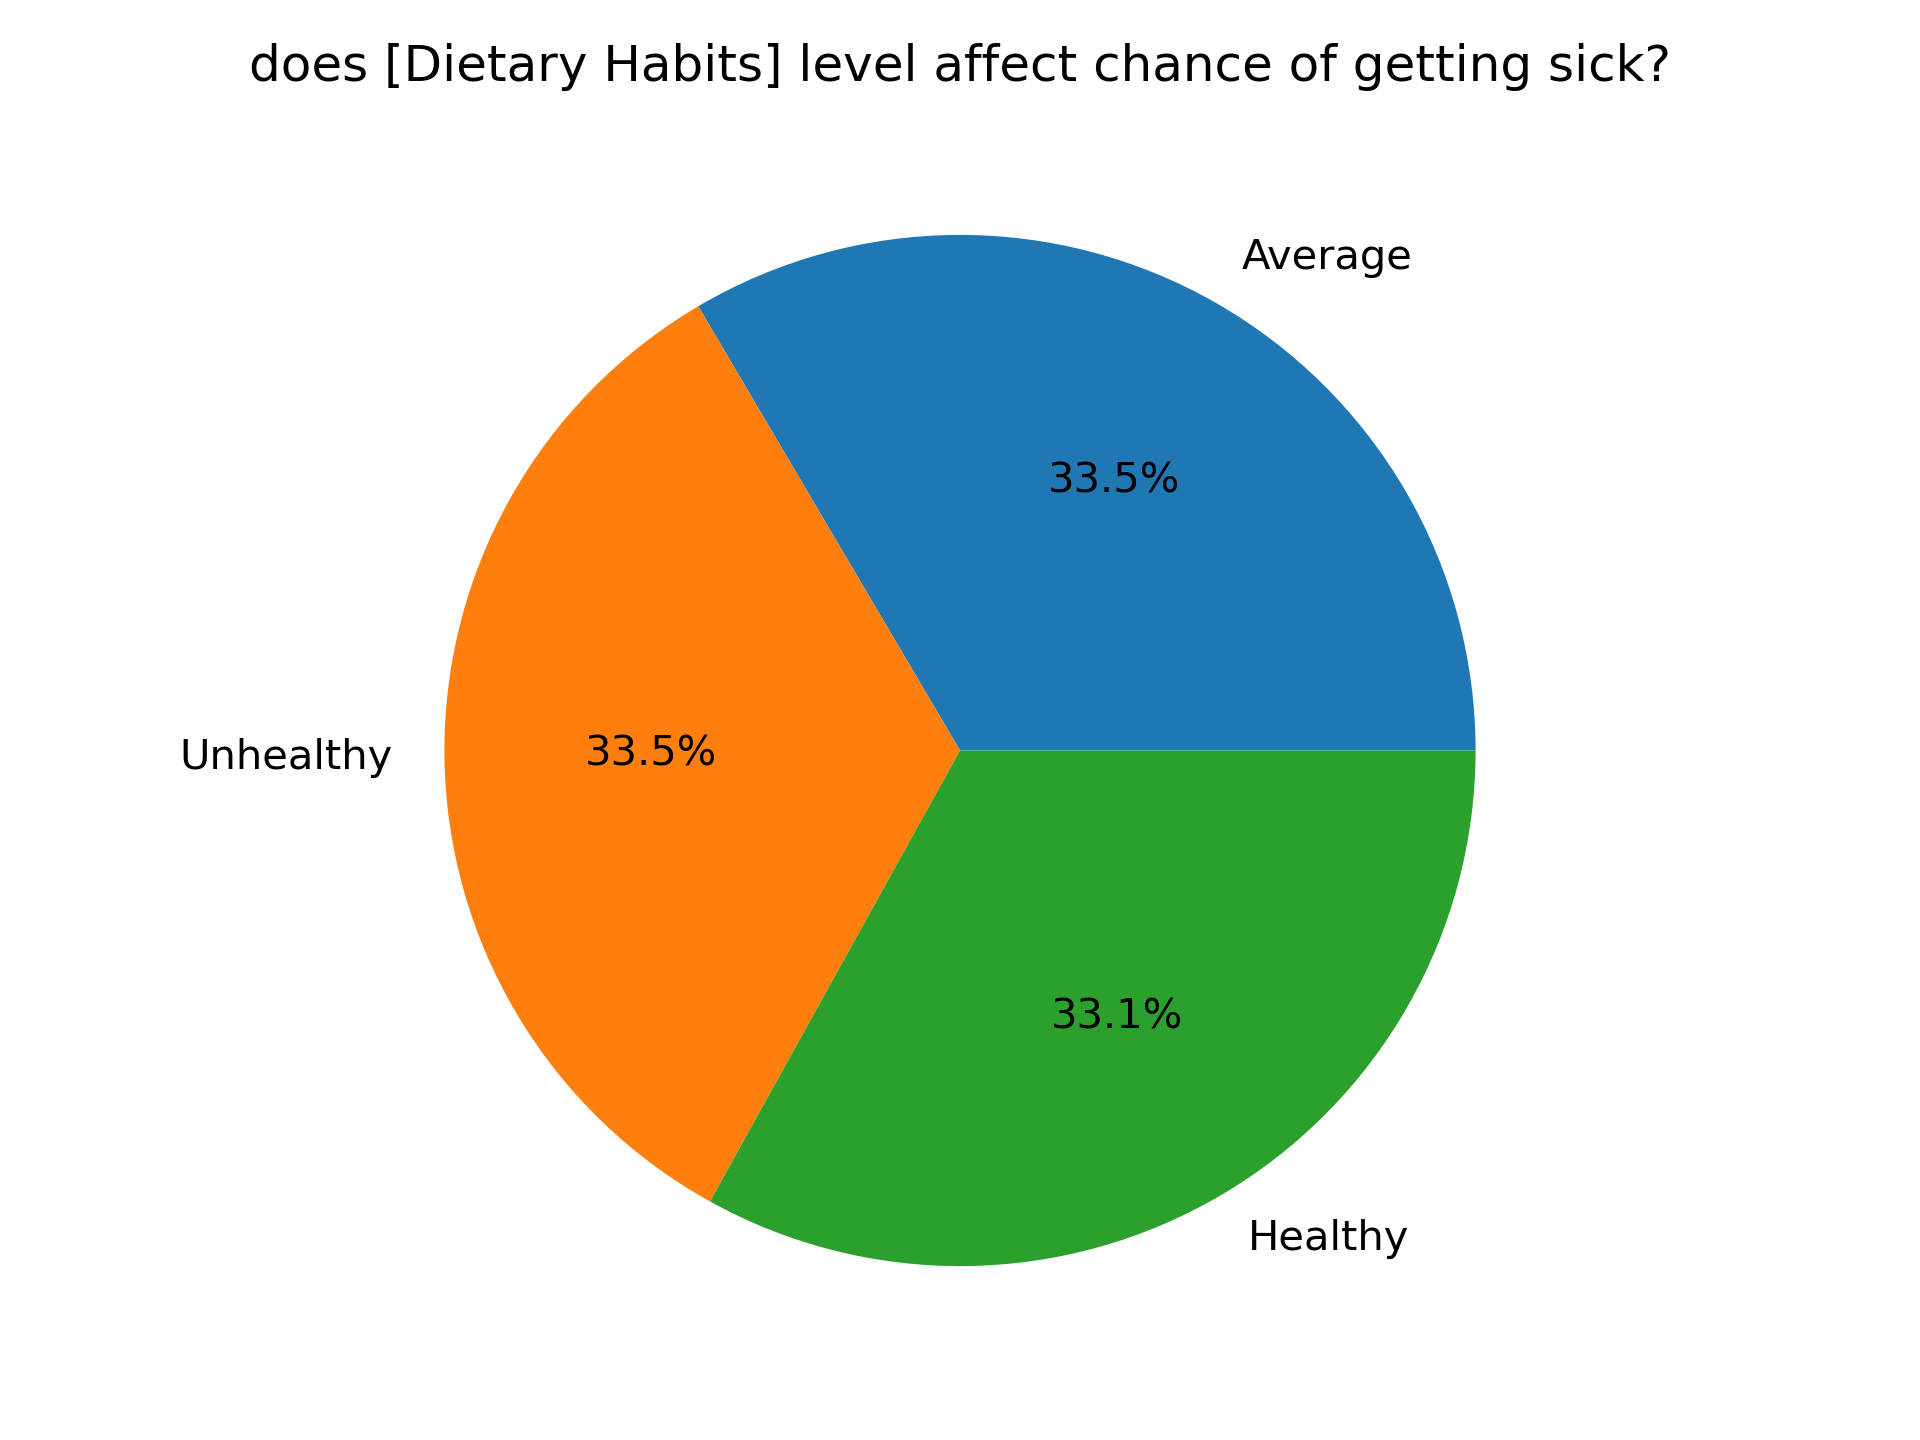 does [Dietary Habits] level affect chance of getting sick?
Average
33.5%
Unhealthy
33.5%
33.1%
Healthy